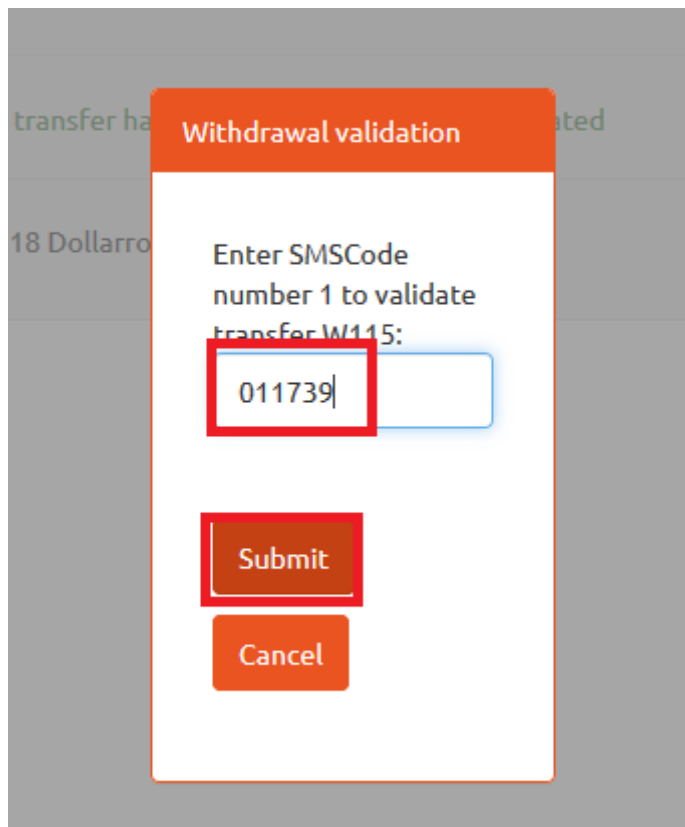 transfer ha
Withdrawal validation
ated
18 Dollarro
Enter SMSCode
number 1 to validate
transfer W115:
011739
Submit
Cancel